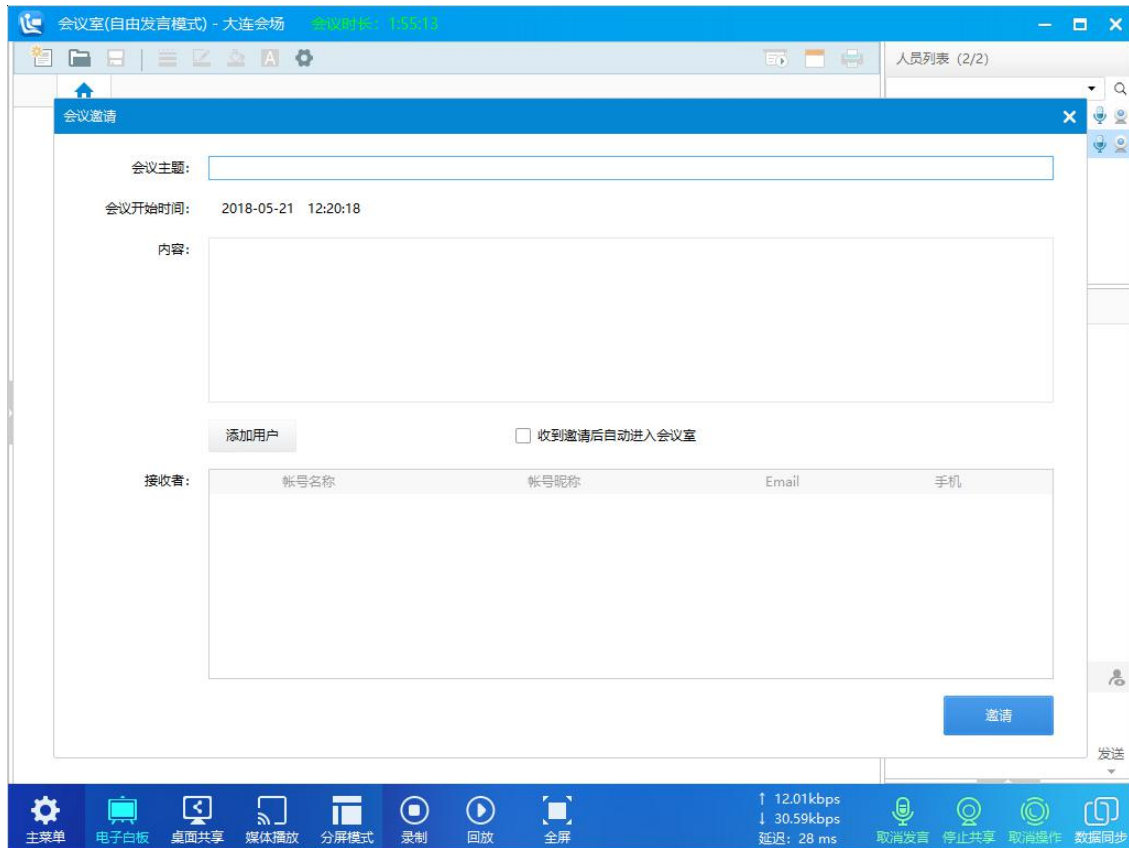 会议室(自由发言模式) - 大连会场 会议时长: 1:55:13
人员列表 (2/2)
会议邀请
会议主题:
会议开始时间: 2018-05-21 12:20:18
内容:
添加用户 收到邀请后自动进入会议室
接收者: 帐号名称 帐号昵称 Email 手机
邀请
发送
↑ 12.01kbps
↓ 30.59kbps
延迟: 28 ms
主菜单 电子白板 桌面共享 媒体播放 分屏模式 录制 回放 全屏 取消发言 停止共享 取消操作 数据同步